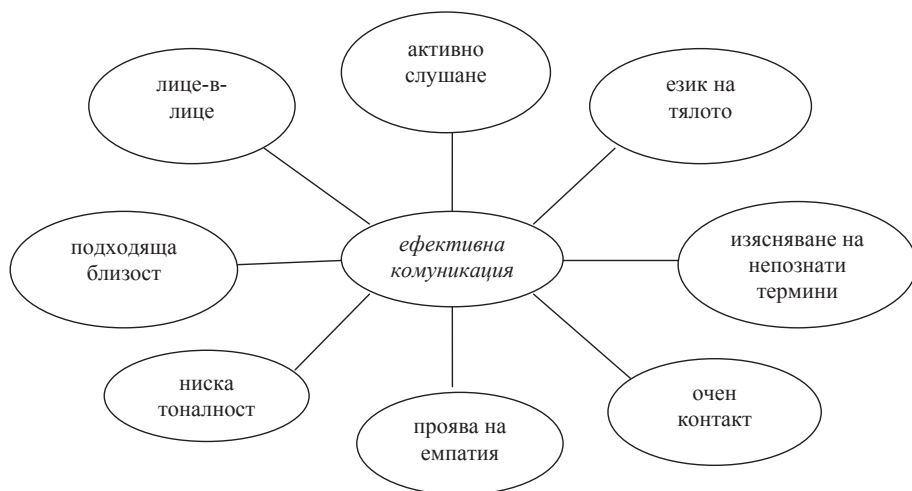 активно
слушане
лице-в-
лице
език на
тялото
подходяща
близост
ефективна
комуникация
изясняване на
непознати
термини
ниска
тоналност
проява на
емпатия
очен
контакт